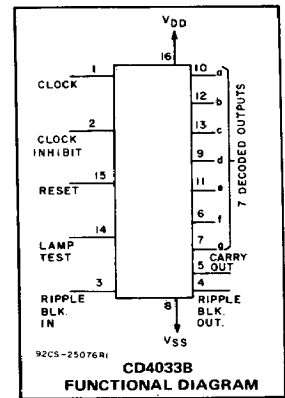 VDD
16
1
CLOCK
2
CLOCK
INHIBIT
15
RESET
14
LAMP
TEST
3
RIPPLE
BLK.
IN
10 a
12 b
13 c
9 d
11 e
6 f
7 g
7 DECODED OUTPUTS
CARRY
5 OUT
4
RIPPLE
BLK.
OUT.
8
VSS
92CS-25076R1
CD4033B
FUNCTIONAL DIAGRAM